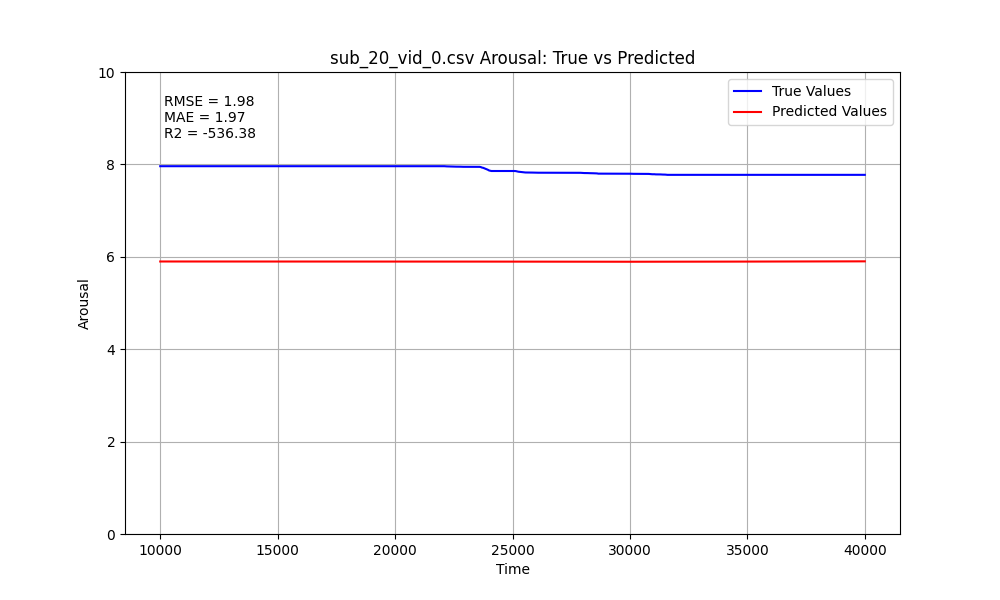 sub_20_vid_0.csv Arousal: True vs Predicted
10
8
6
4
2
0
Arousal
RMSE = 1.98
MAE = 1.97
R2 = -536.38
True Values
Predicted Values
10000 15000 20000 25000 30000 35000 40000
Time